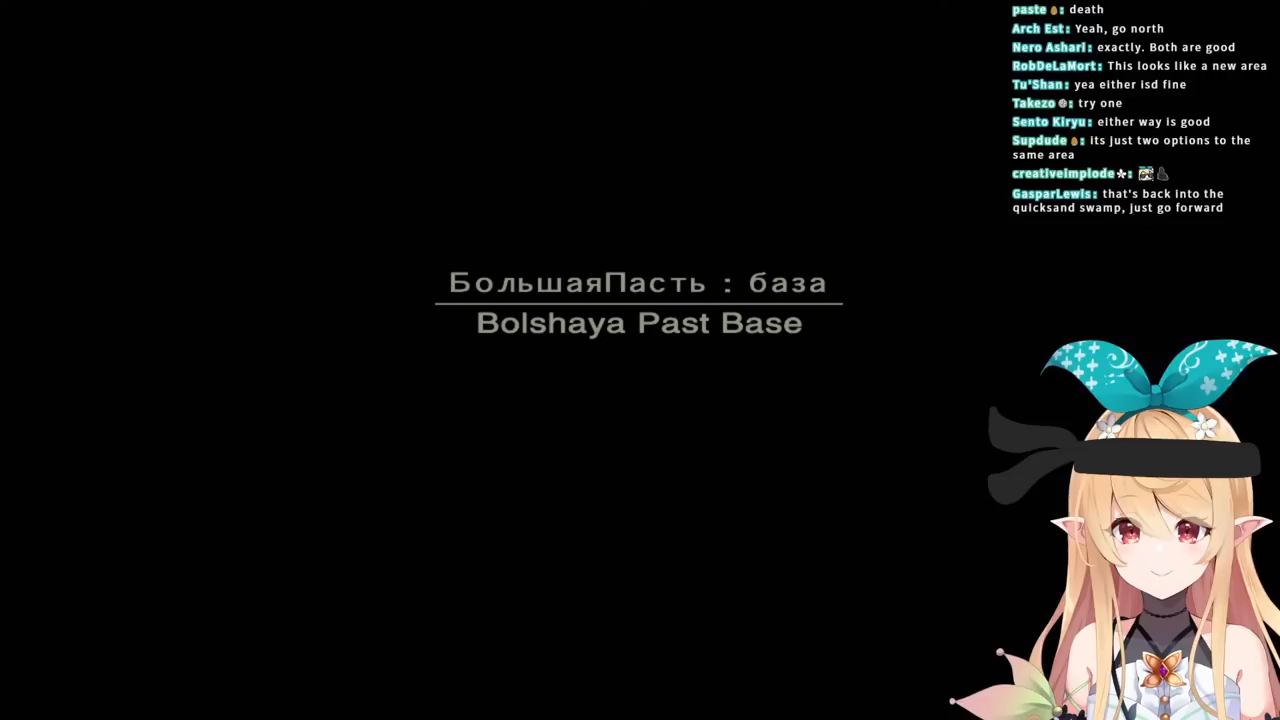 paste: death
Arch Est: Yeah, go north
Nero Ashari: exactly. Both are good
RobDeLaMort: This looks like a new area
Tu'Shan: yea either isd fine
Takezo: try one
Sento Kiryu: either way is good
Supdude: its just two options to the
same area
creativeimplode:
GasparLewis: that's back into the
quicksand swamp, just go forward
БольшаяПасть : база
Bolshaya Past Base